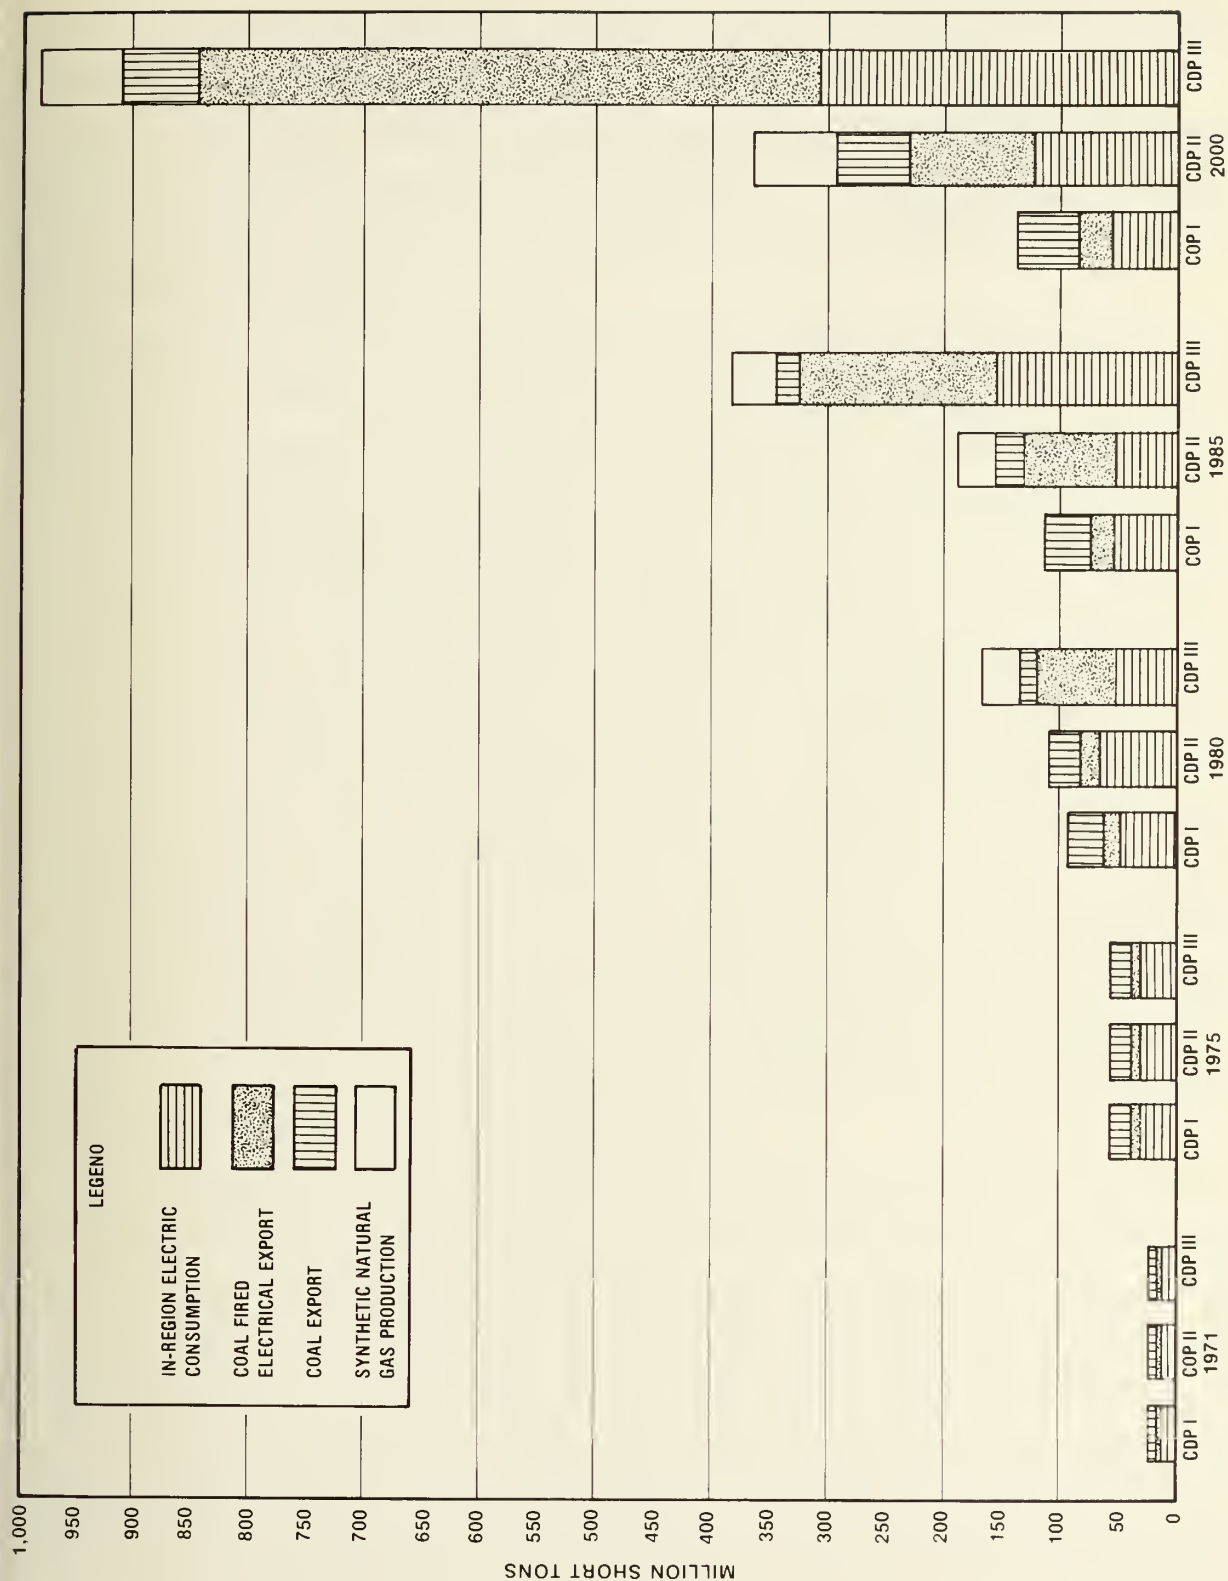 1,000
950
900
850
800
750
700
650
600
550
500
450
400
350
300
250
200
150
100
50
0
MILLION SHORT TONS
LEGENO
IN-REGION ELECTRIC
CONSUMPTION
COAL FIRED
ELECTRICAL EXPORT
COAL EXPORT
SYNTHETIC NATURAL
GAS PRODUCTION
CDP I
COP II
CDP III
1971
CDP I
CDP II
CDP III
1975
CDP I
CDP II
CDP III
1980
COP I
CDP II
CDP III
1985
COP I
CDP II
CDP III
2000